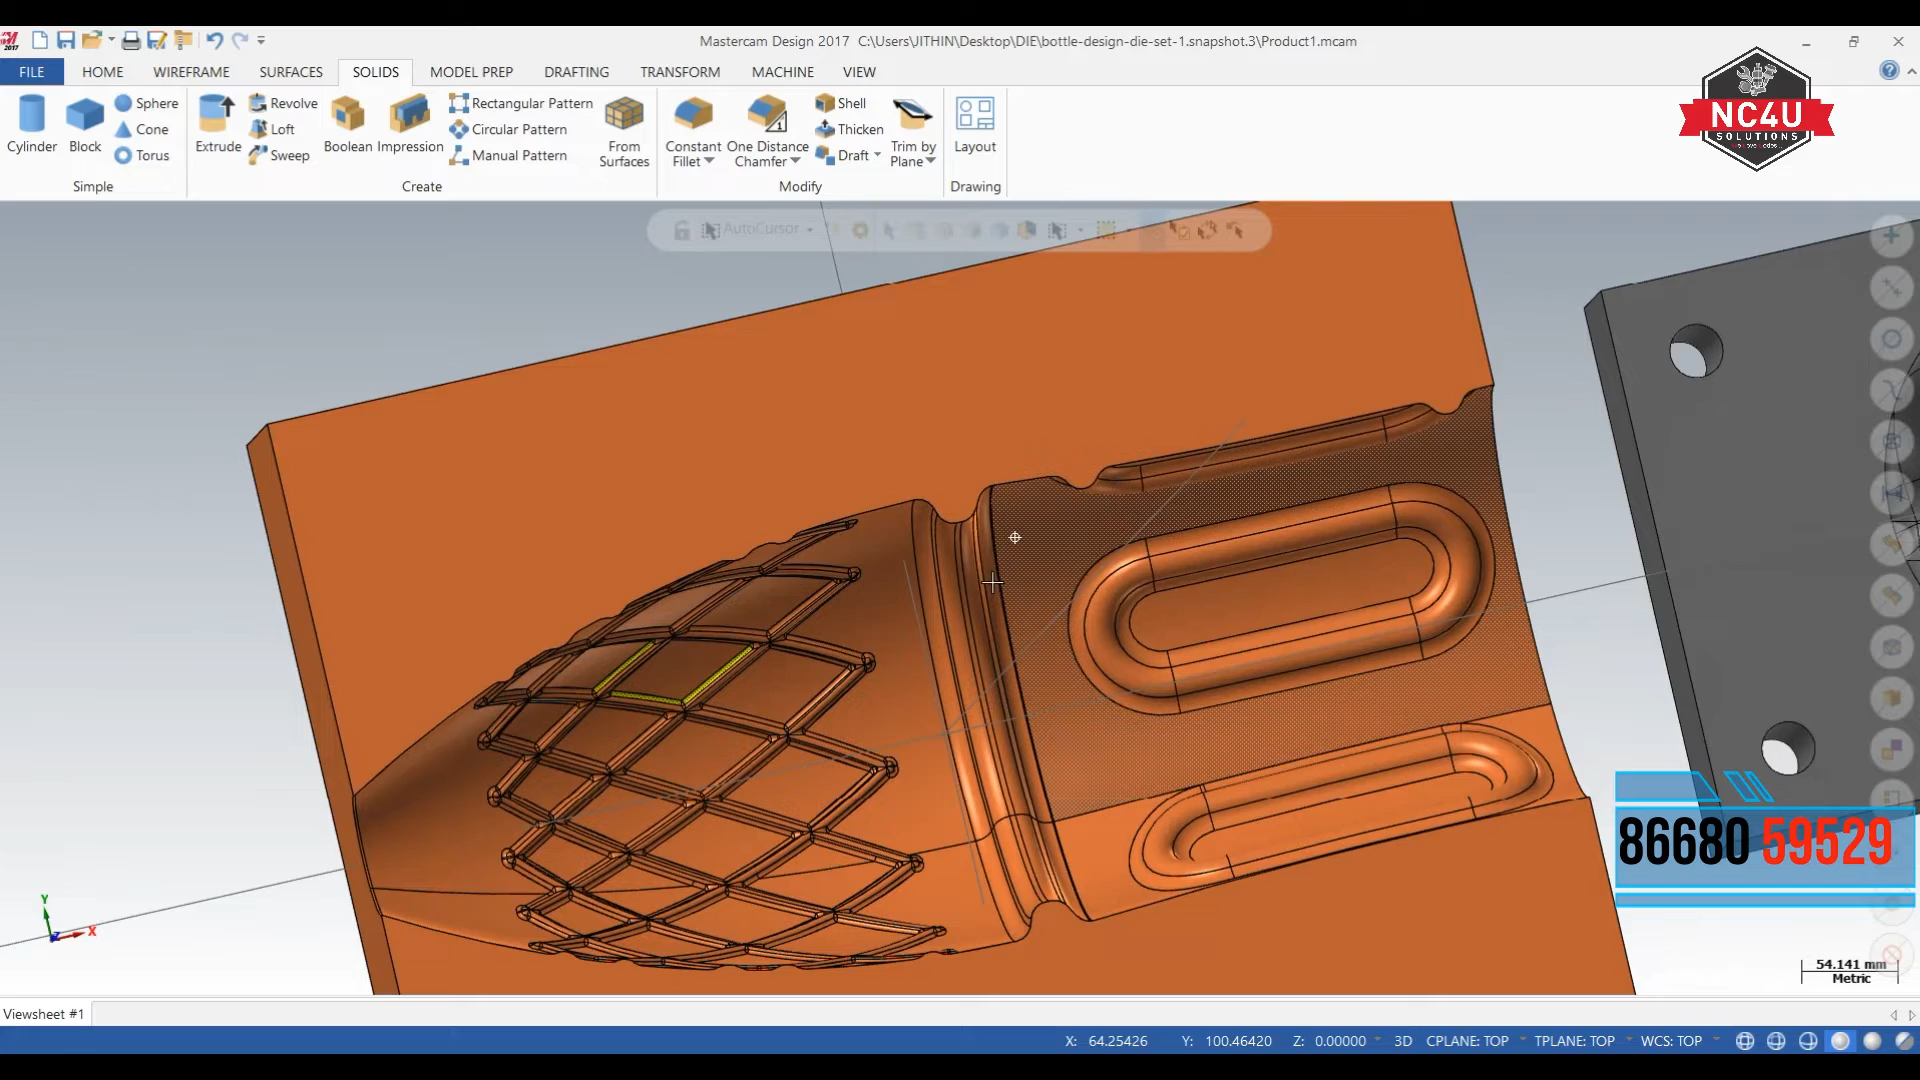 Mastercam Design 2017 C:\Users\JITHIN\Desktop\DIE\bottle-design-die-set-1.snapshot.3\Product1.mcam
FILE HOME WIREFRAME SURFACES SOLIDS MODEL PREP DRAFTING TRANSFORM MACHINE VIEW
Cylinder
Block
Sphere
Cone
Torus
Simple
Extrude
Revolve
Loft
Sweep
Boolean
Impression
Rectangular Pattern
Circular Pattern
Manual Pattern
From
Surfaces
Create
Constant
Fillet
One Distance
Chamfer
Shell
Thicken
Draft
Trim by
Plane
Modify
Layout
Drawing
NC4U
SOLUTIONS
AutoCursor
86680 59529
Y
X
Z
54.141 mm
Metric
Viewsheet #1
X: 64.25426 Y: 100.46420 Z: 0.00000 3D CPLANE: TOP TPLANE: TOP WCS: TOP